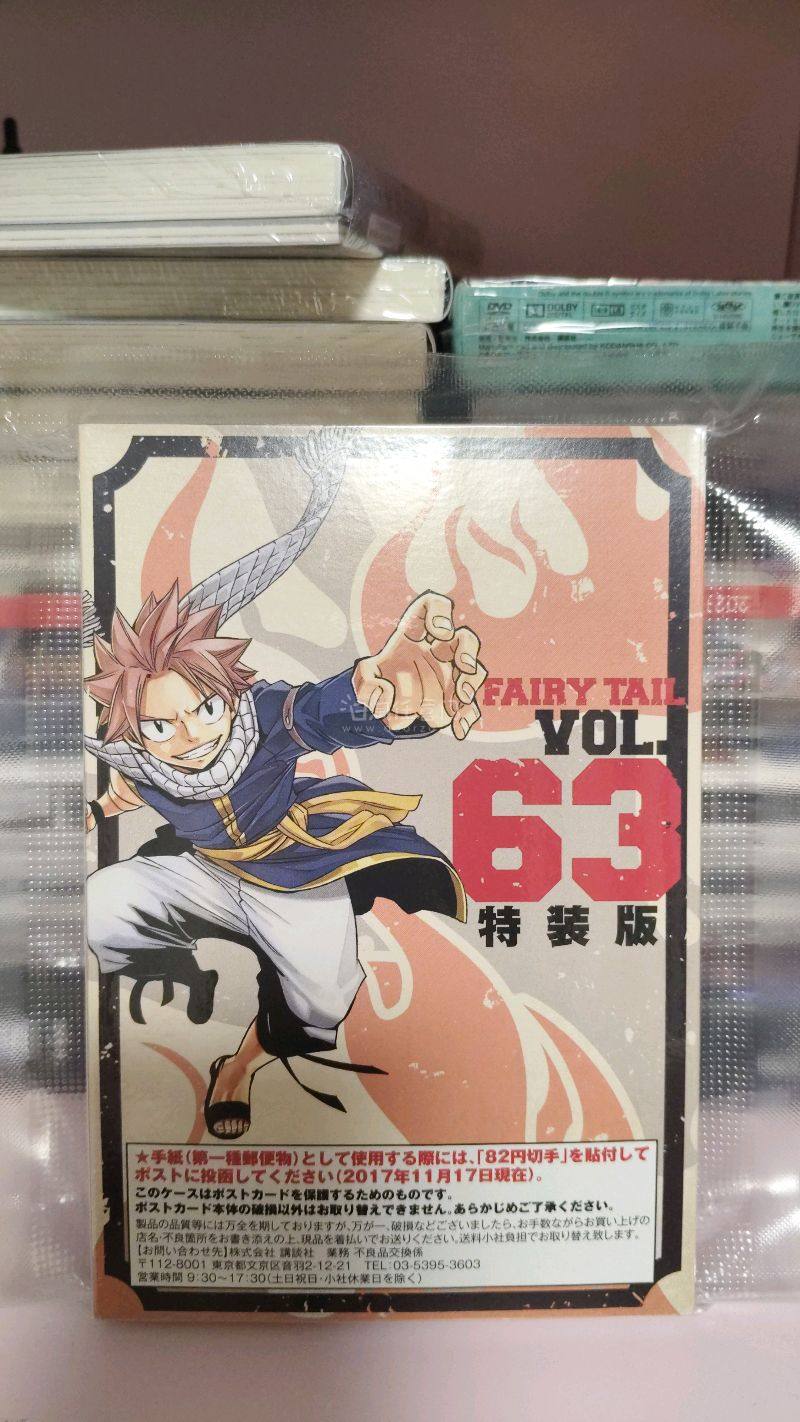 DVD
DOLBY
DIGITAL
FAIRY TAIL
VOL.
63
特装版
★手紙(第一種郵便物)として使用する際には、「82円切手」を貼付して
ポストに投函してください(2017年11月17日現在)。
このケースはポストカードを保護するためのものです。
ポストカード本体の破損以外はお取り替えできません。あらかじめご了承ください。
製品の品質等には万全を期しておりますが、万が一、破損などございましたら、お手数ながらお買い上げの
店名・不良箇所をお書き添えの上、現品を着払いでお送りください。送料小社負担でお取り替え致します。
【お問い合わせ先】株式会社 講談社 業務 不良品交換係
〒112-8001 東京都文京区音羽2-12-21 TEL:03-5395-3603
営業時間 9:30~17:30(土日祝日・小社休業日を除く)